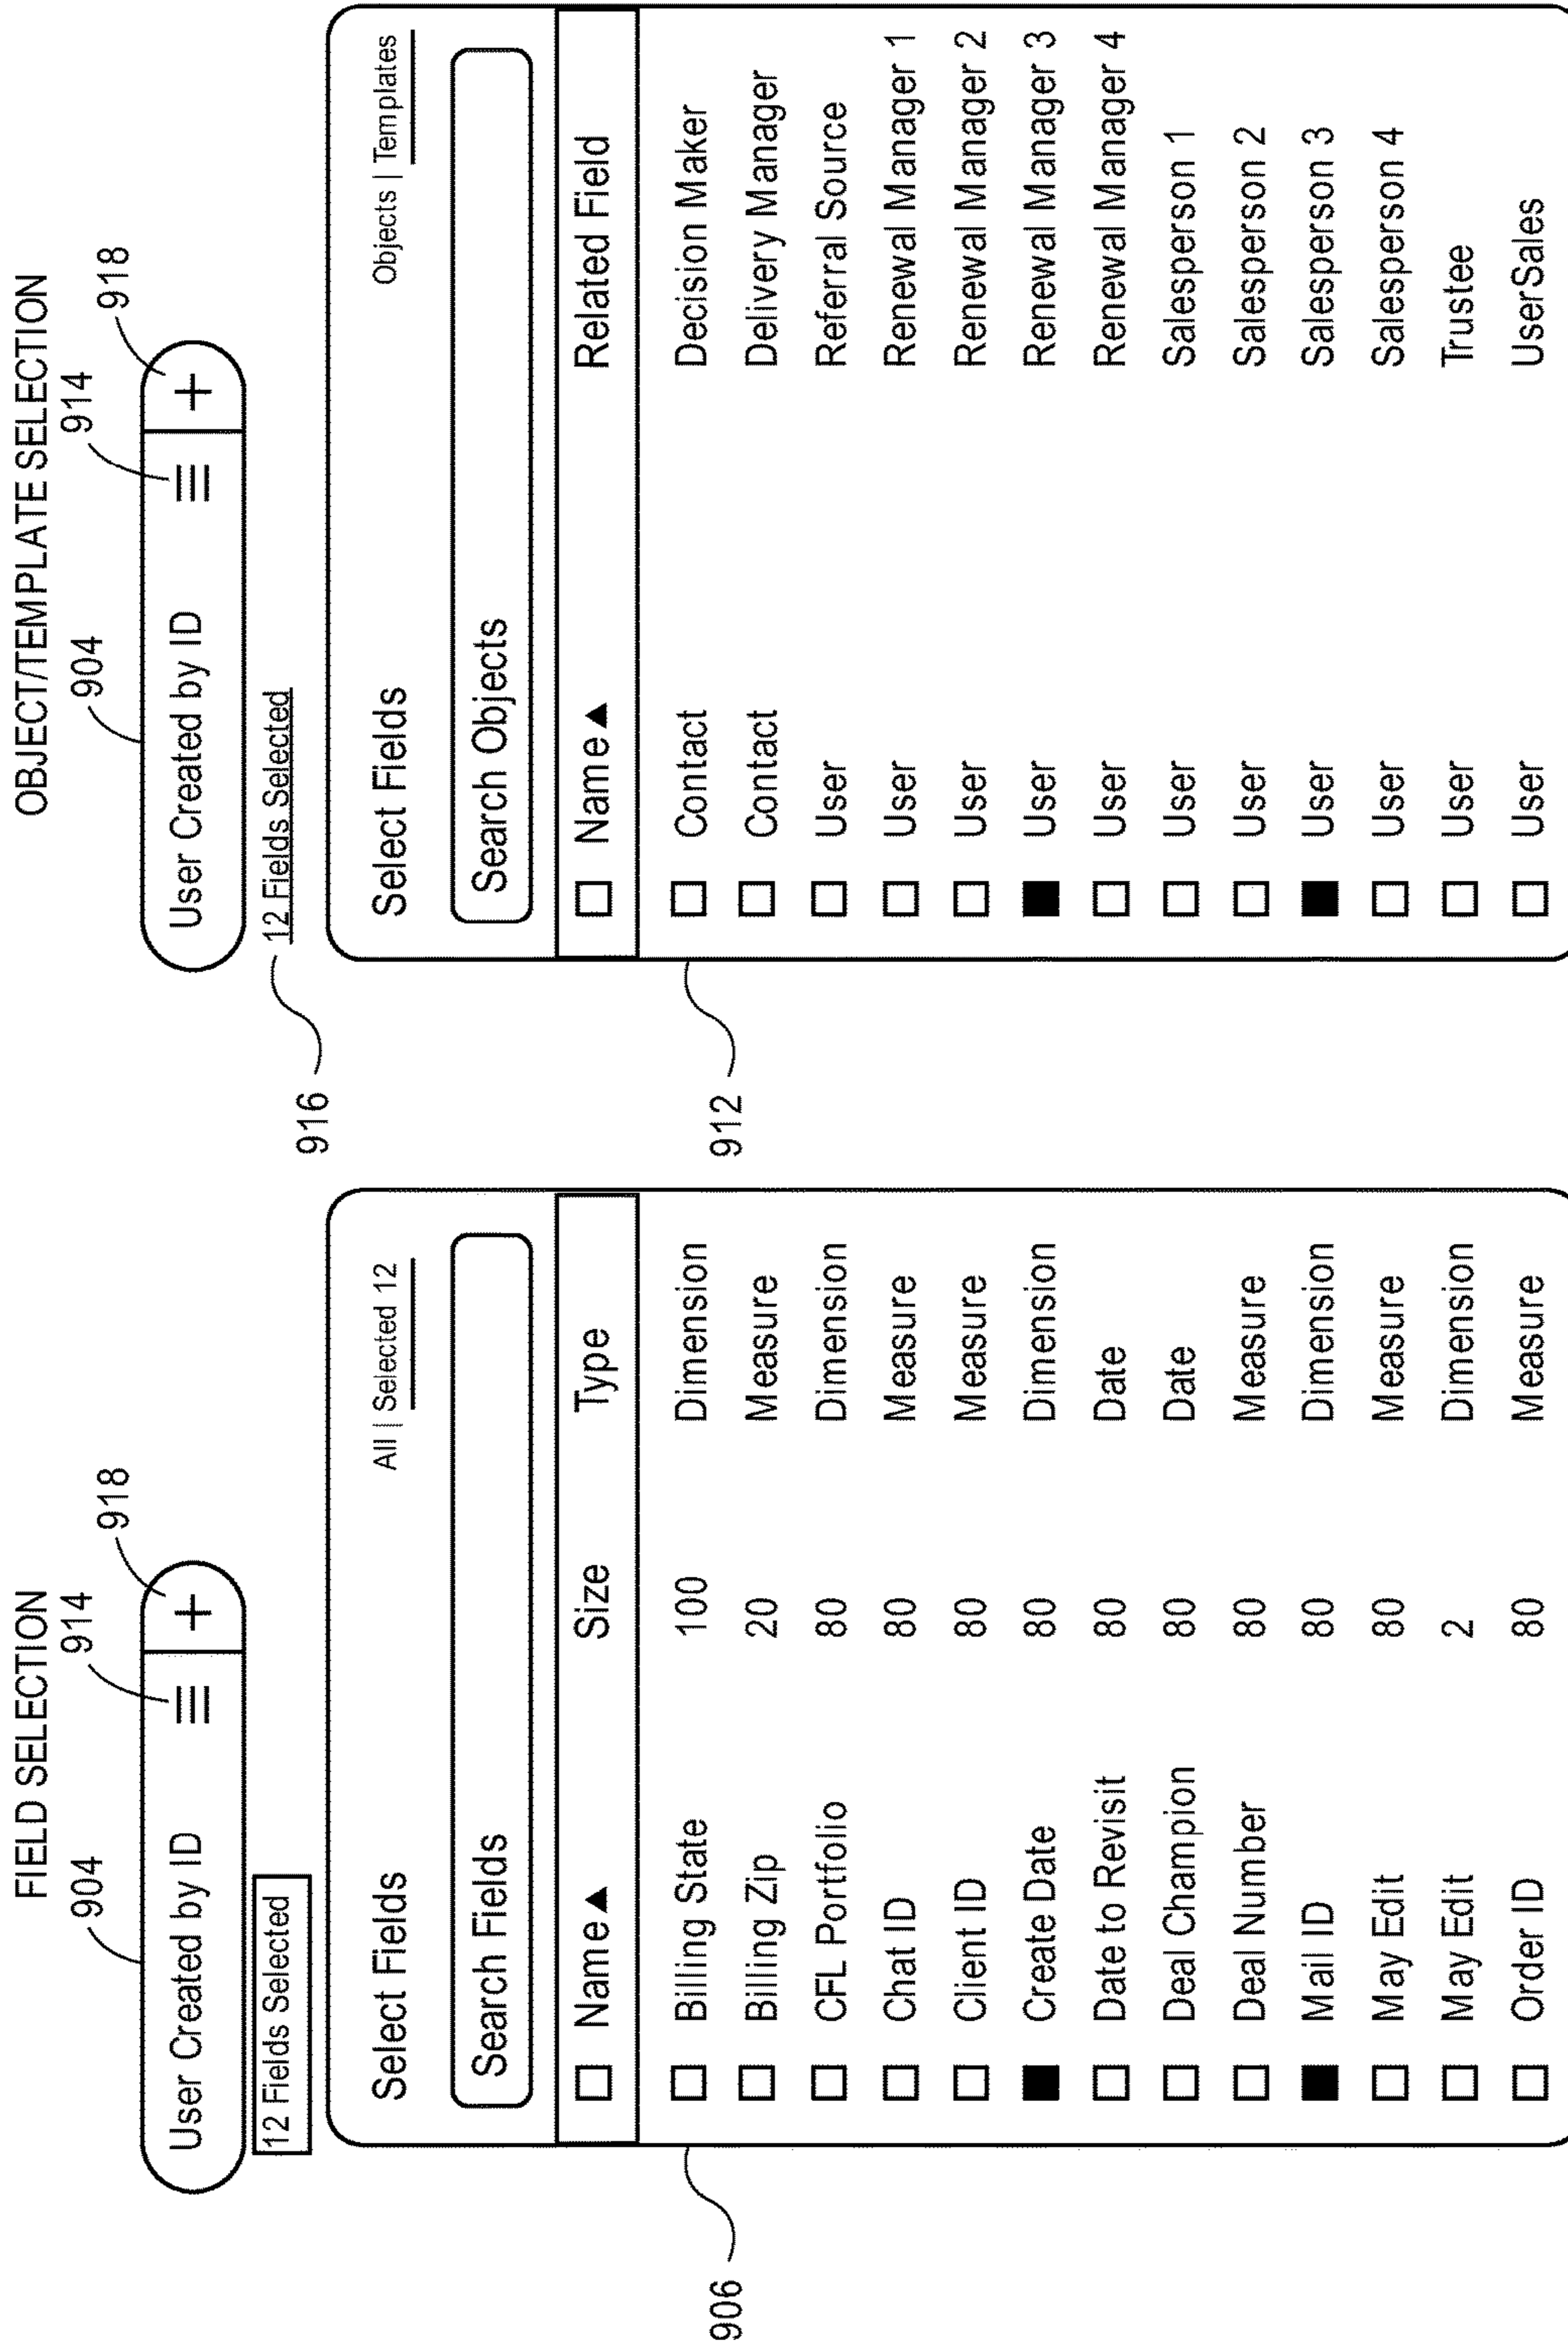 FIELD SELECTION
904
914
918
User Created by ID
+
12 Fields Selected
Select Fields
All | Selected 12
Search Fields
Name ▲ Size Type
Billing State 100 Dimension
Billing Zip 20 Measure
CFL Portfolio 80 Dimension
Chat ID 80 Measure
Client ID 80 Measure
Create Date 80 Dimension
Date to Revisit 80 Date
Deal Champion 80 Date
Deal Number 80 Measure
Mail ID 80 Dimension
May Edit 80 Measure
May Edit 2 Dimension
Order ID 80 Measure
906
OBJECT/TEMPLATE SELECTION
904
914
918
User Created by ID
+
916
12 Fields Selected
Select Fields
Objects | Templates
Search Objects
Name ▲ Related Field
912
Contact Decision Maker
Contact Delivery Manager
User Referral Source
User Renewal Manager 1
User Renewal Manager 2
User Renewal Manager 3
User Renewal Manager 4
User Salesperson 1
User Salesperson 2
User Salesperson 3
User Salesperson 4
User Trustee
User UserSales